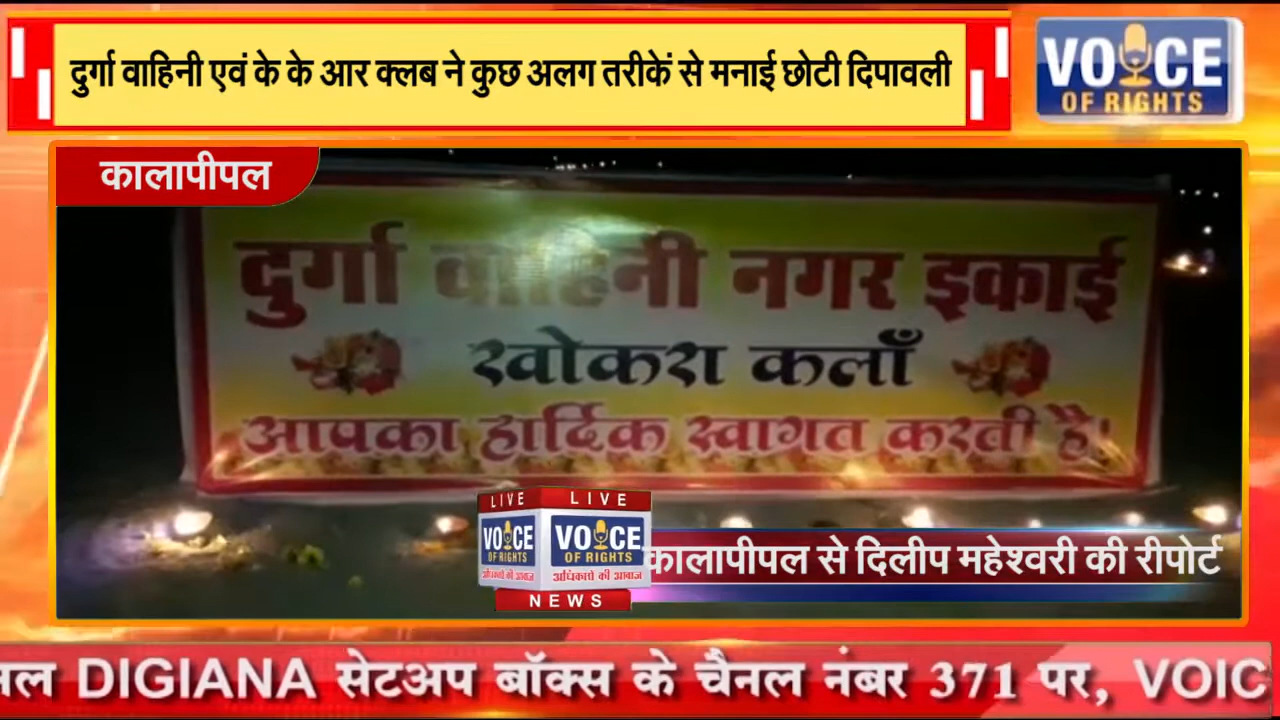 दुर्गा वाहिनी एवं के के आर क्लब ने कुछ अलग तरीकें से मनाई छोटी दिपावली
VOICE
OF RIGHTS
कालापीपल
दुर्गा वाहिनी नगर इकाई
खोकरा कलाँ
आपका हार्दिक स्वागत करती है।
LIVE LIVE
VOICE VOICE
OF RIGHTS OF RIGHTS
अधिकारों की आवाज अधिकारों की आवाज
NEWS
कालापीपल से दिलीप महेश्वरी की रीपोर्ट
DIGIANA सेटअप बॉक्स के चैनल नंबर 371 पर, VOIC